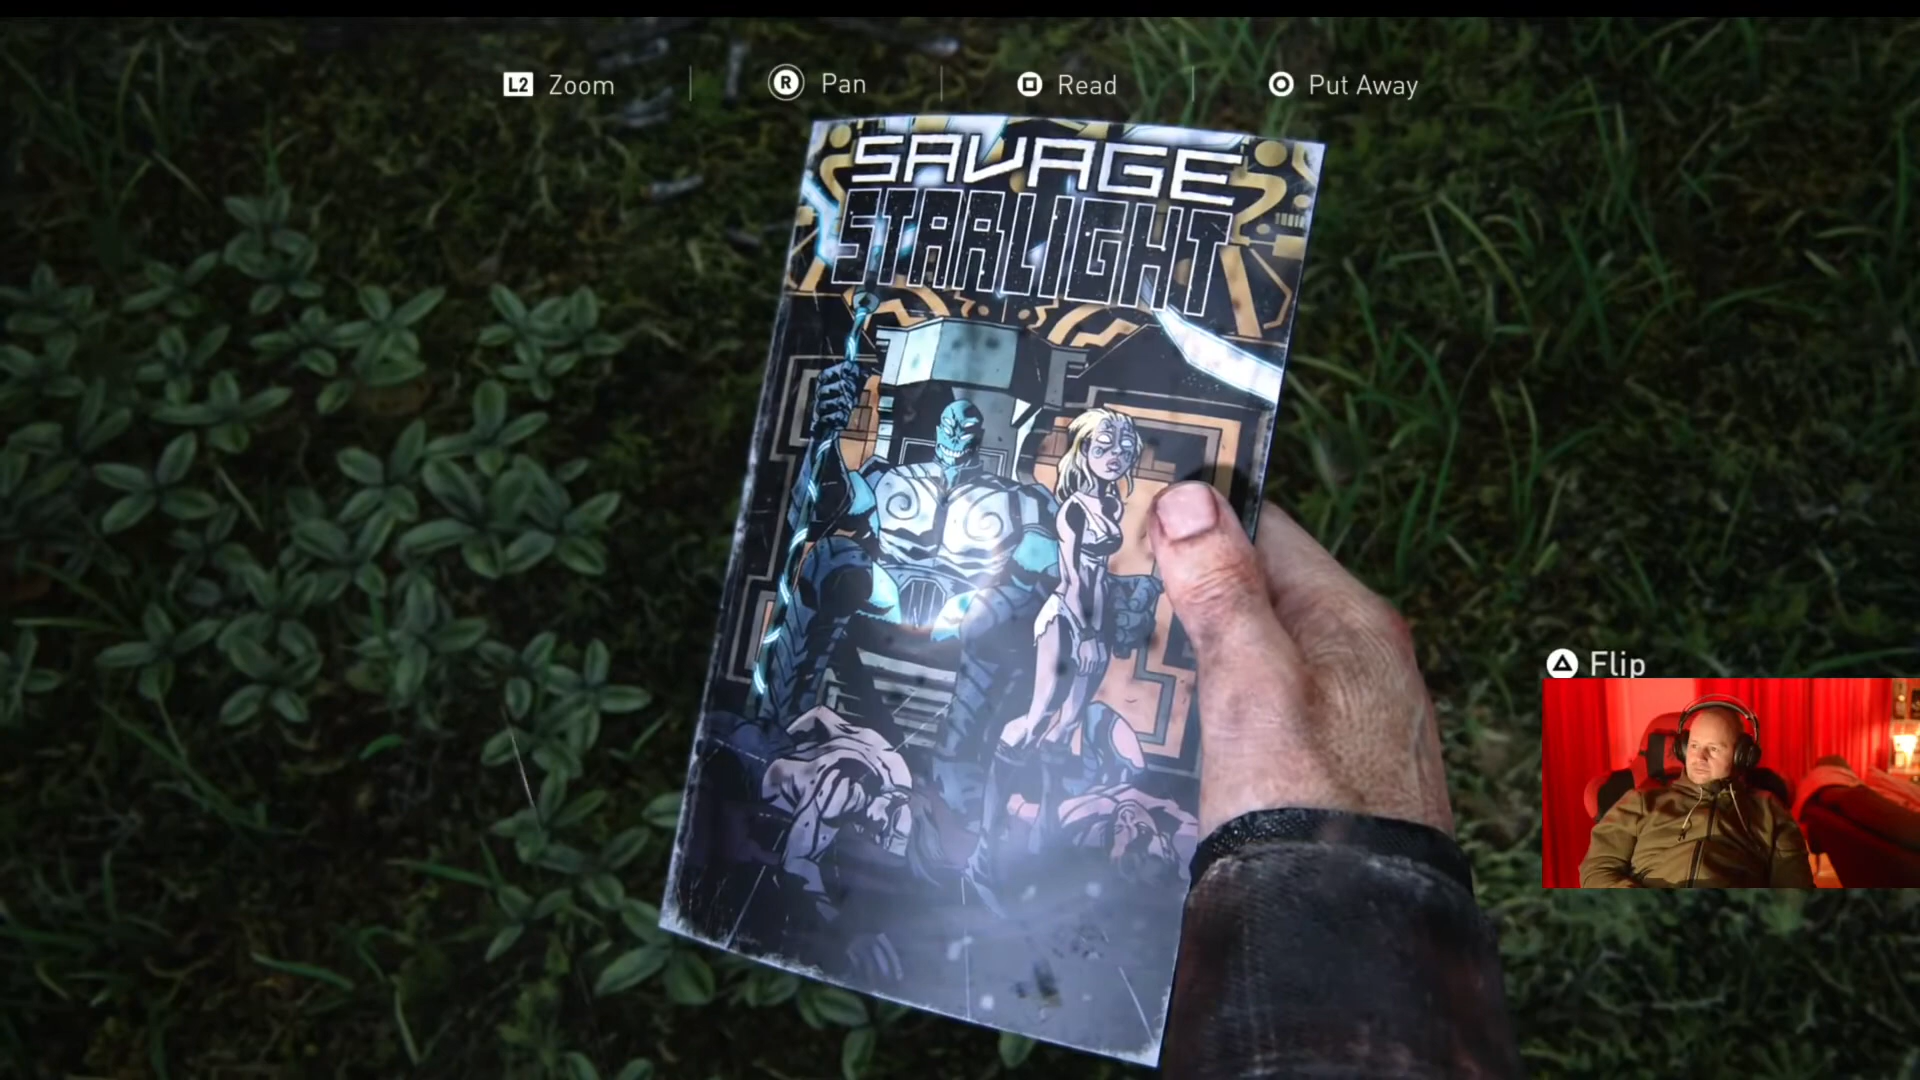 L2 Zoom
R Pan
Read
Put Away
SAVAGE
STARLIGHT
Flip